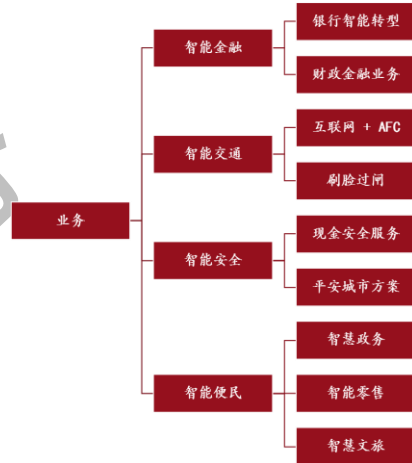 业务
智能金融
银行智能转型
财政金融业务
智能交通
互联网 + AFC
刷脸过闸
智能安全
现金安全服务
平安城市方案
智能便民
智慧政务
智能零售
智慧文旅